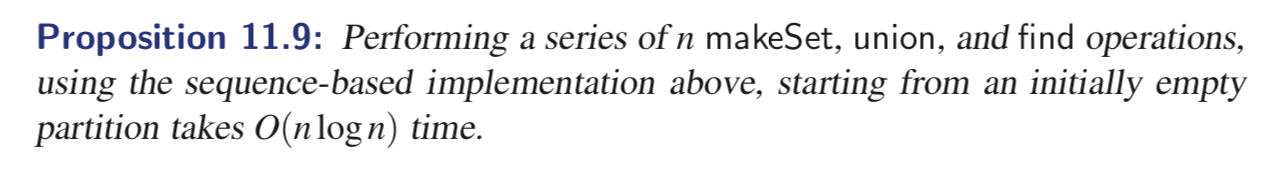 Proposition 11.9: Performing a series of n makeSet, union, and find operations,
using the sequence-based implementation above, starting from an initially empty
partition takes O(n log n) time.